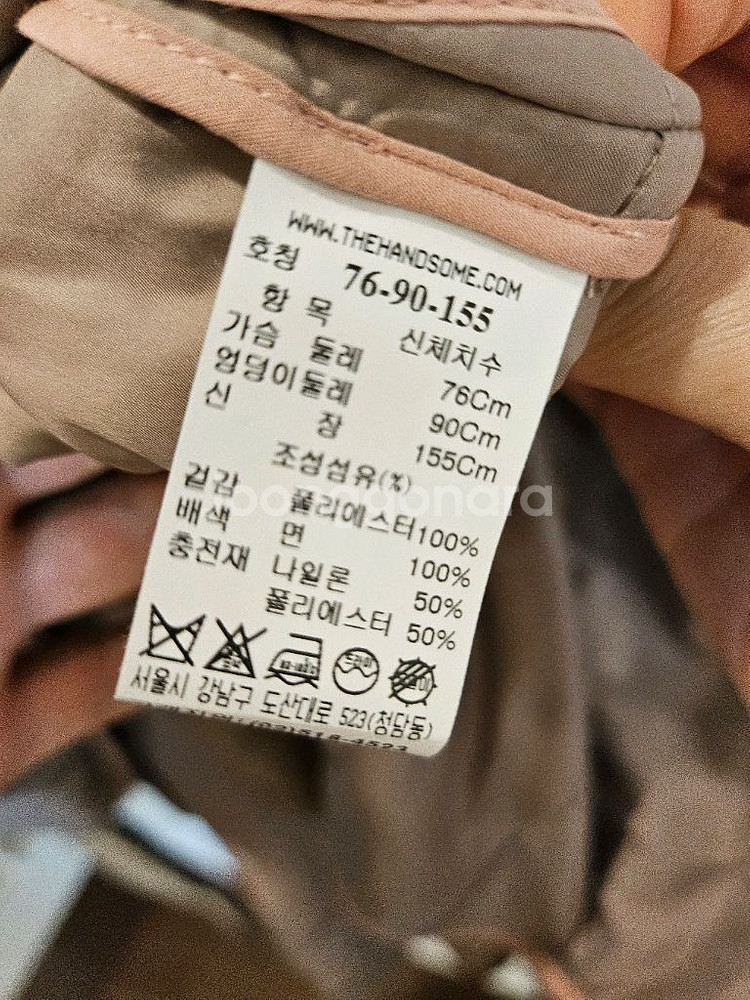 WWW.THEHANDSOME.COM
호칭 76-90-155
항 목 신체치수
가슴 둘레 76Cm
엉덩이둘레 90Cm
신 장 155Cm
조성섬유(%)
겉감 폴리에스터100%
배색 면 100%
충전재 나일론 50%
폴리에스터 50%
드라이
서울시 강남구 도산대로 523(청담동)